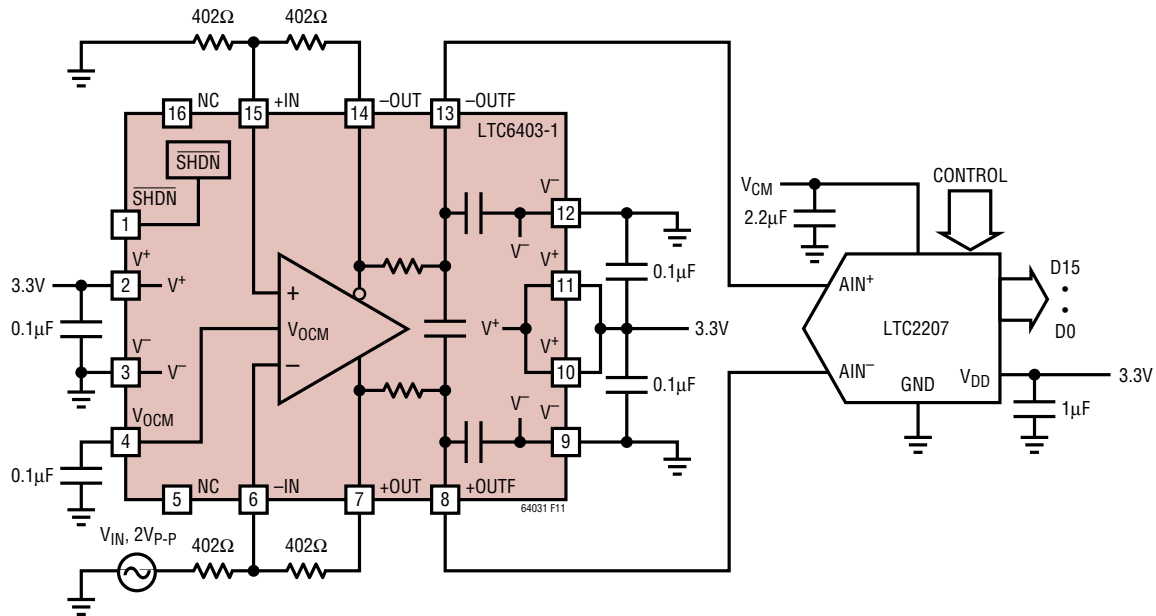 402Ω 402Ω
16 NC 15 +IN 14 –OUT 13 –OUTF
LTC6403-1
SHDN
SHDN
1
V+
3.3V 2 V+
0.1µF
V–
3 V–
VOCM
4
0.1µF
+
VOCM
–
V–
12
V–
V+
11
0.1µF
V+
3.3V
V+
10
0.1µF
V–
V–
9
5 NC 6 –IN 7 +OUT 8 +OUTF
64031 F11
VIN, 2VP-P
402Ω 402Ω
VCM
2.2µF
CONTROL
AIN+
LTC2207
AIN–
GND
VDD
D15
•
•
D0
3.3V
1µF